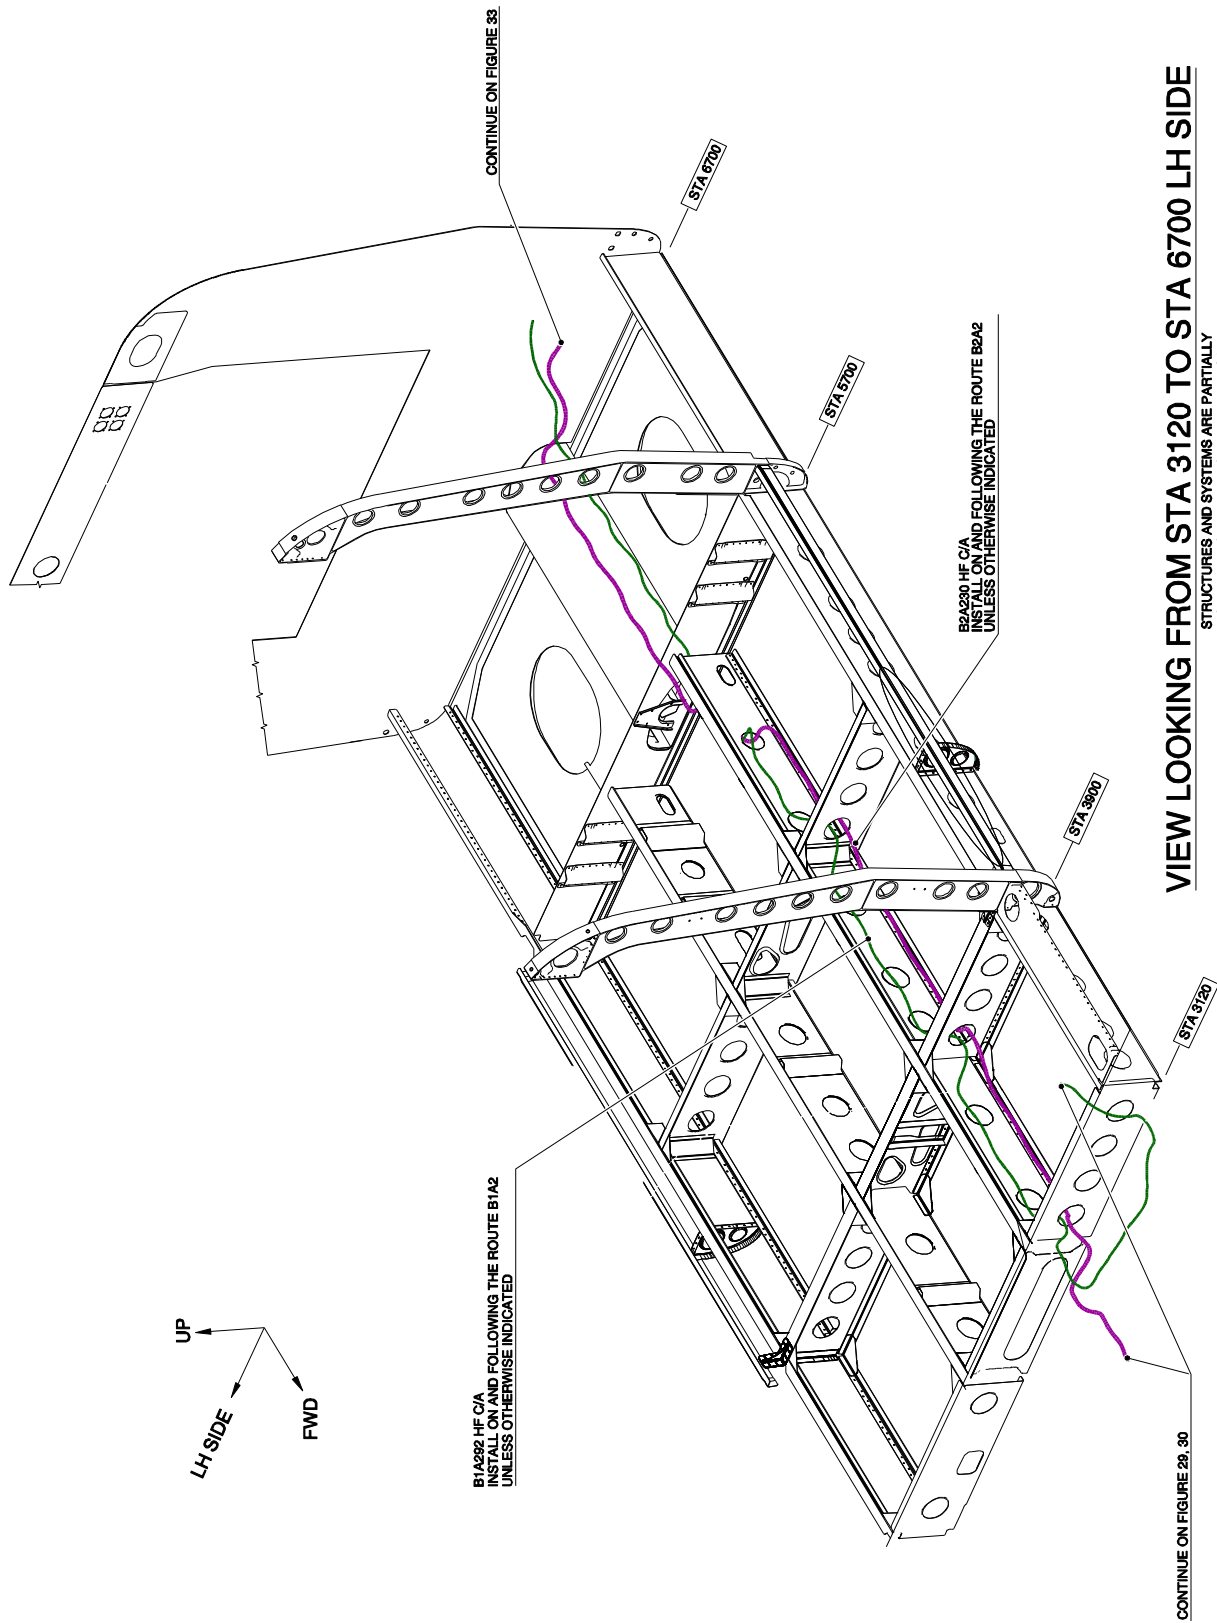 CONTINUE ON FIGURE 33
STA 6700
STA 5700
B2A230 HF C/A
INSTALL ON AND FOLLOWING THE ROUTE B2A2
UNLESS OTHERWISE INDICATED
STA 3900
STA 3120
B1A292 HF C/A
INSTALL ON AND FOLLOWING THE ROUTE B1A2
UNLESS OTHERWISE INDICATED
UP
LH SIDE
FWD
CONTINUE ON FIGURE 29, 30
VIEW LOOKING FROM STA 3120 TO STA 6700 LH SIDE
STRUCTURES AND SYSTEMS ARE PARTIALLY